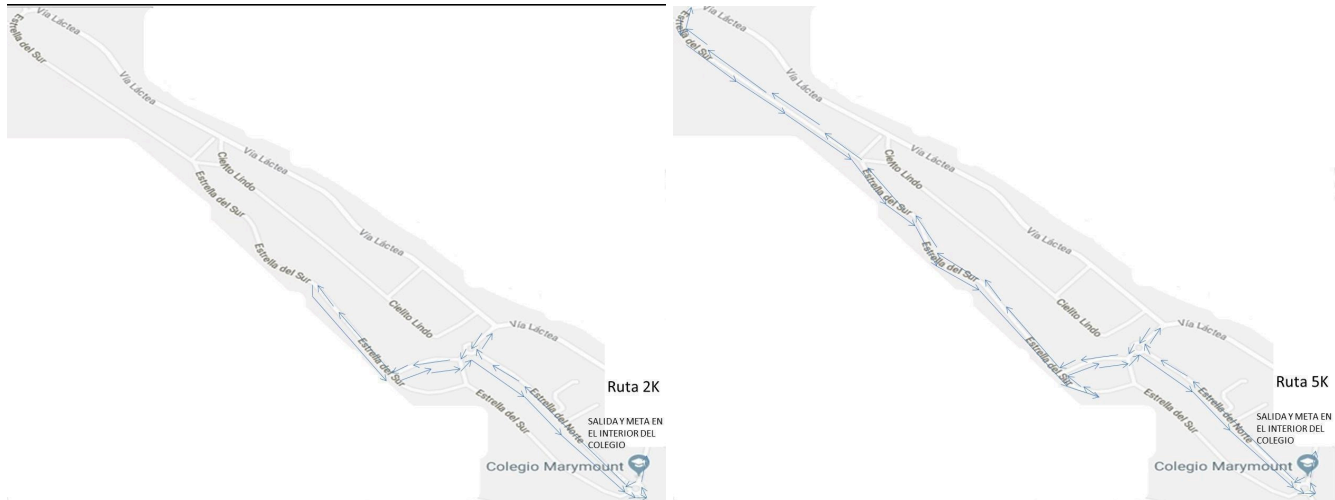 Vía Láctea
Estrella del Sur
Vía Láctea
Vía Láctea
Cielito Lindo
Estrella del Sur
Vía Láctea
Estrella del Sur
Cielito Lindo
Vía Láctea
Estrella del Sur
Ruta 2K
Estrella del Sur
Estrella del Norte
SALIDA Y META EN
EL INTERIOR DEL
COLEGIO
Colegio Marymount
Vía Láctea
Estrella del Sur
Vía Láctea
Vía Láctea
Cielito Lindo
Estrella del Sur
Vía Láctea
Estrella del Sur
Cielito Lindo
Vía Láctea
Estrella del Sur
Ruta 5K
Estrella del Sur
Estrella del Norte
SALIDA Y META EN
EL INTERIOR DEL
COLEGIO
Colegio Marymount